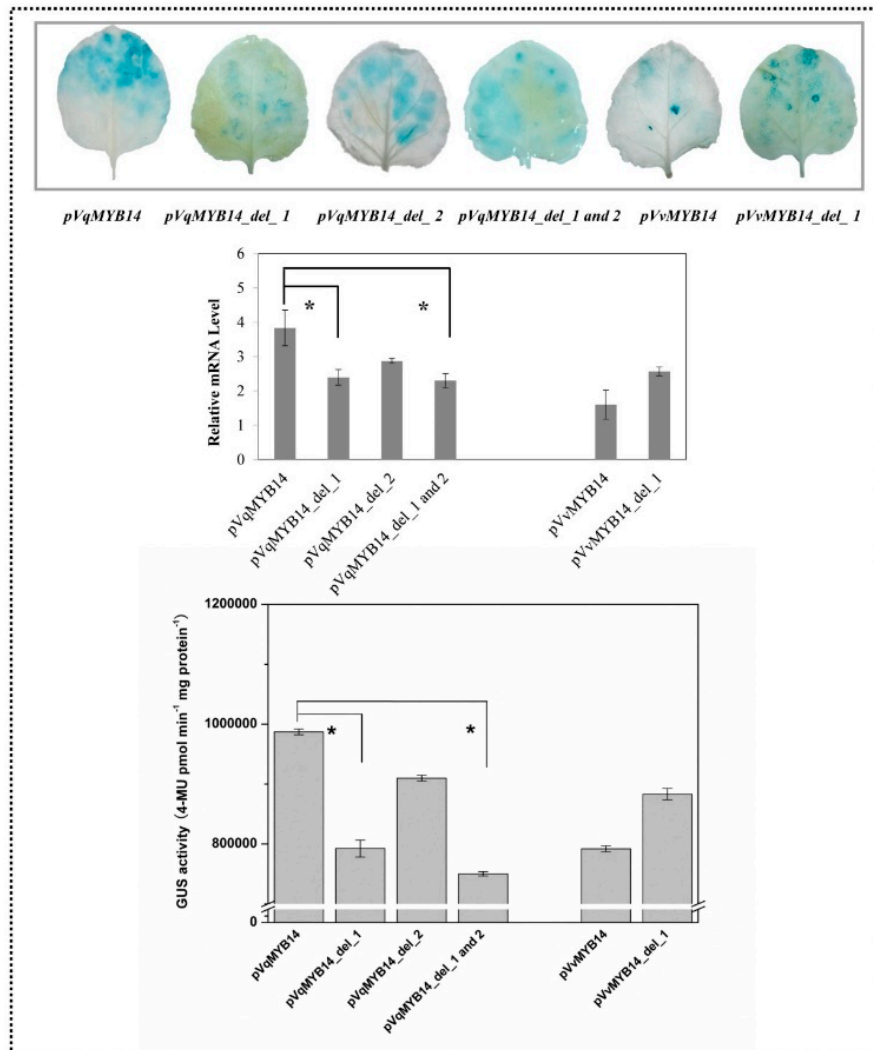 pVqMYB14 pVqMYB14_del_ 1 pVqMYB14_del_ 2 pVqMYB14_del_1 and 2 pVvMYB14 pVvMYB14_del_ 1
Relative mRNA Level
6
5
4
3
2
1
0
* *
pVqMYB14
pVqMYB14_del_1
pVqMYB14_del_2
pVqMYB14_del_1 and 2
pVvMYB14
pVvMYB14_del_1
GUS activity (4-MU pmol min⁻¹ mg protein⁻¹)
1200000
1000000
800000
0
* *
pVqMYB14
pVqMYB14_del_1
pVqMYB14_del_2
pVqMYB14_del_1 and 2
pVvMYB14
pVvMYB14_del_1